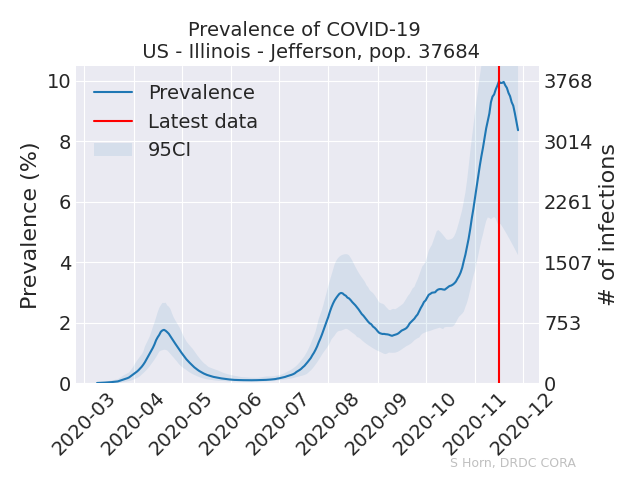 Prevalence of COVID-19
US - Illinois - Jefferson, pop. 37684
Prevalence
Latest data
95CI
Prevalence (%)
10
8
6
4
2
0
3768
3014
2261
1507
753
0
# of infections
2020-03
2020-04
2020-05
2020-06
2020-07
2020-08
2020-09
2020-10
2020-11
2020-12
S Horn, DRDC CORA